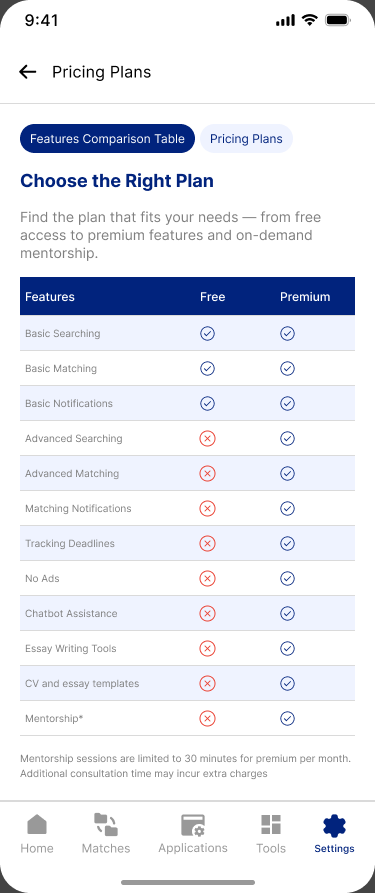 9:41
Pricing Plans
Features Comparison Table Pricing Plans
Choose the Right Plan
Find the plan that fits your needs — from free
access to premium features and on-demand
mentorship.
Features Free Premium
Basic Searching
Basic Matching
Basic Notifications
Advanced Searching
Advanced Matching
Matching Notifications
Tracking Deadlines
No Ads
Chatbot Assistance
Essay Writing Tools
CV and essay templates
Mentorship*
Mentorship sessions are limited to 30 minutes for premium per month.
Additional consultation time may incur extra charges
Home Matches Applications Tools Settings